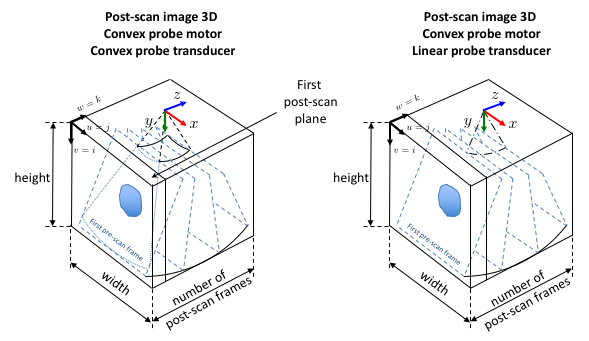 Post-scan image 3D
Convex probe motor
Convex probe transducer
Post-scan image 3D
Convex probe motor
Linear probe transducer
First
post-scan
plane
w = k
z
u = j
y
x
v = i
height
First pre-scan frame
width
number of
post-scan frames
w = k
z
u = j
y
x
v = i
height
First pre-scan frame
width
number of
post-scan frames